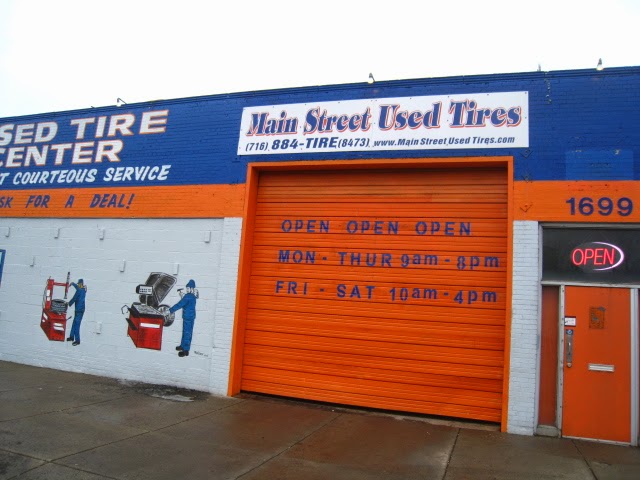 SED TIRE
CENTER
T COURTEOUS SERVICE
SK FOR A DEAL!
Main Street Used Tires
(716) 884-TIRE(8473) www.Main Street Used Tires.com
OPEN OPEN OPEN
MON - THUR 9am - 8pm
FRI - SAT 10am - 4pm
1699
OPEN